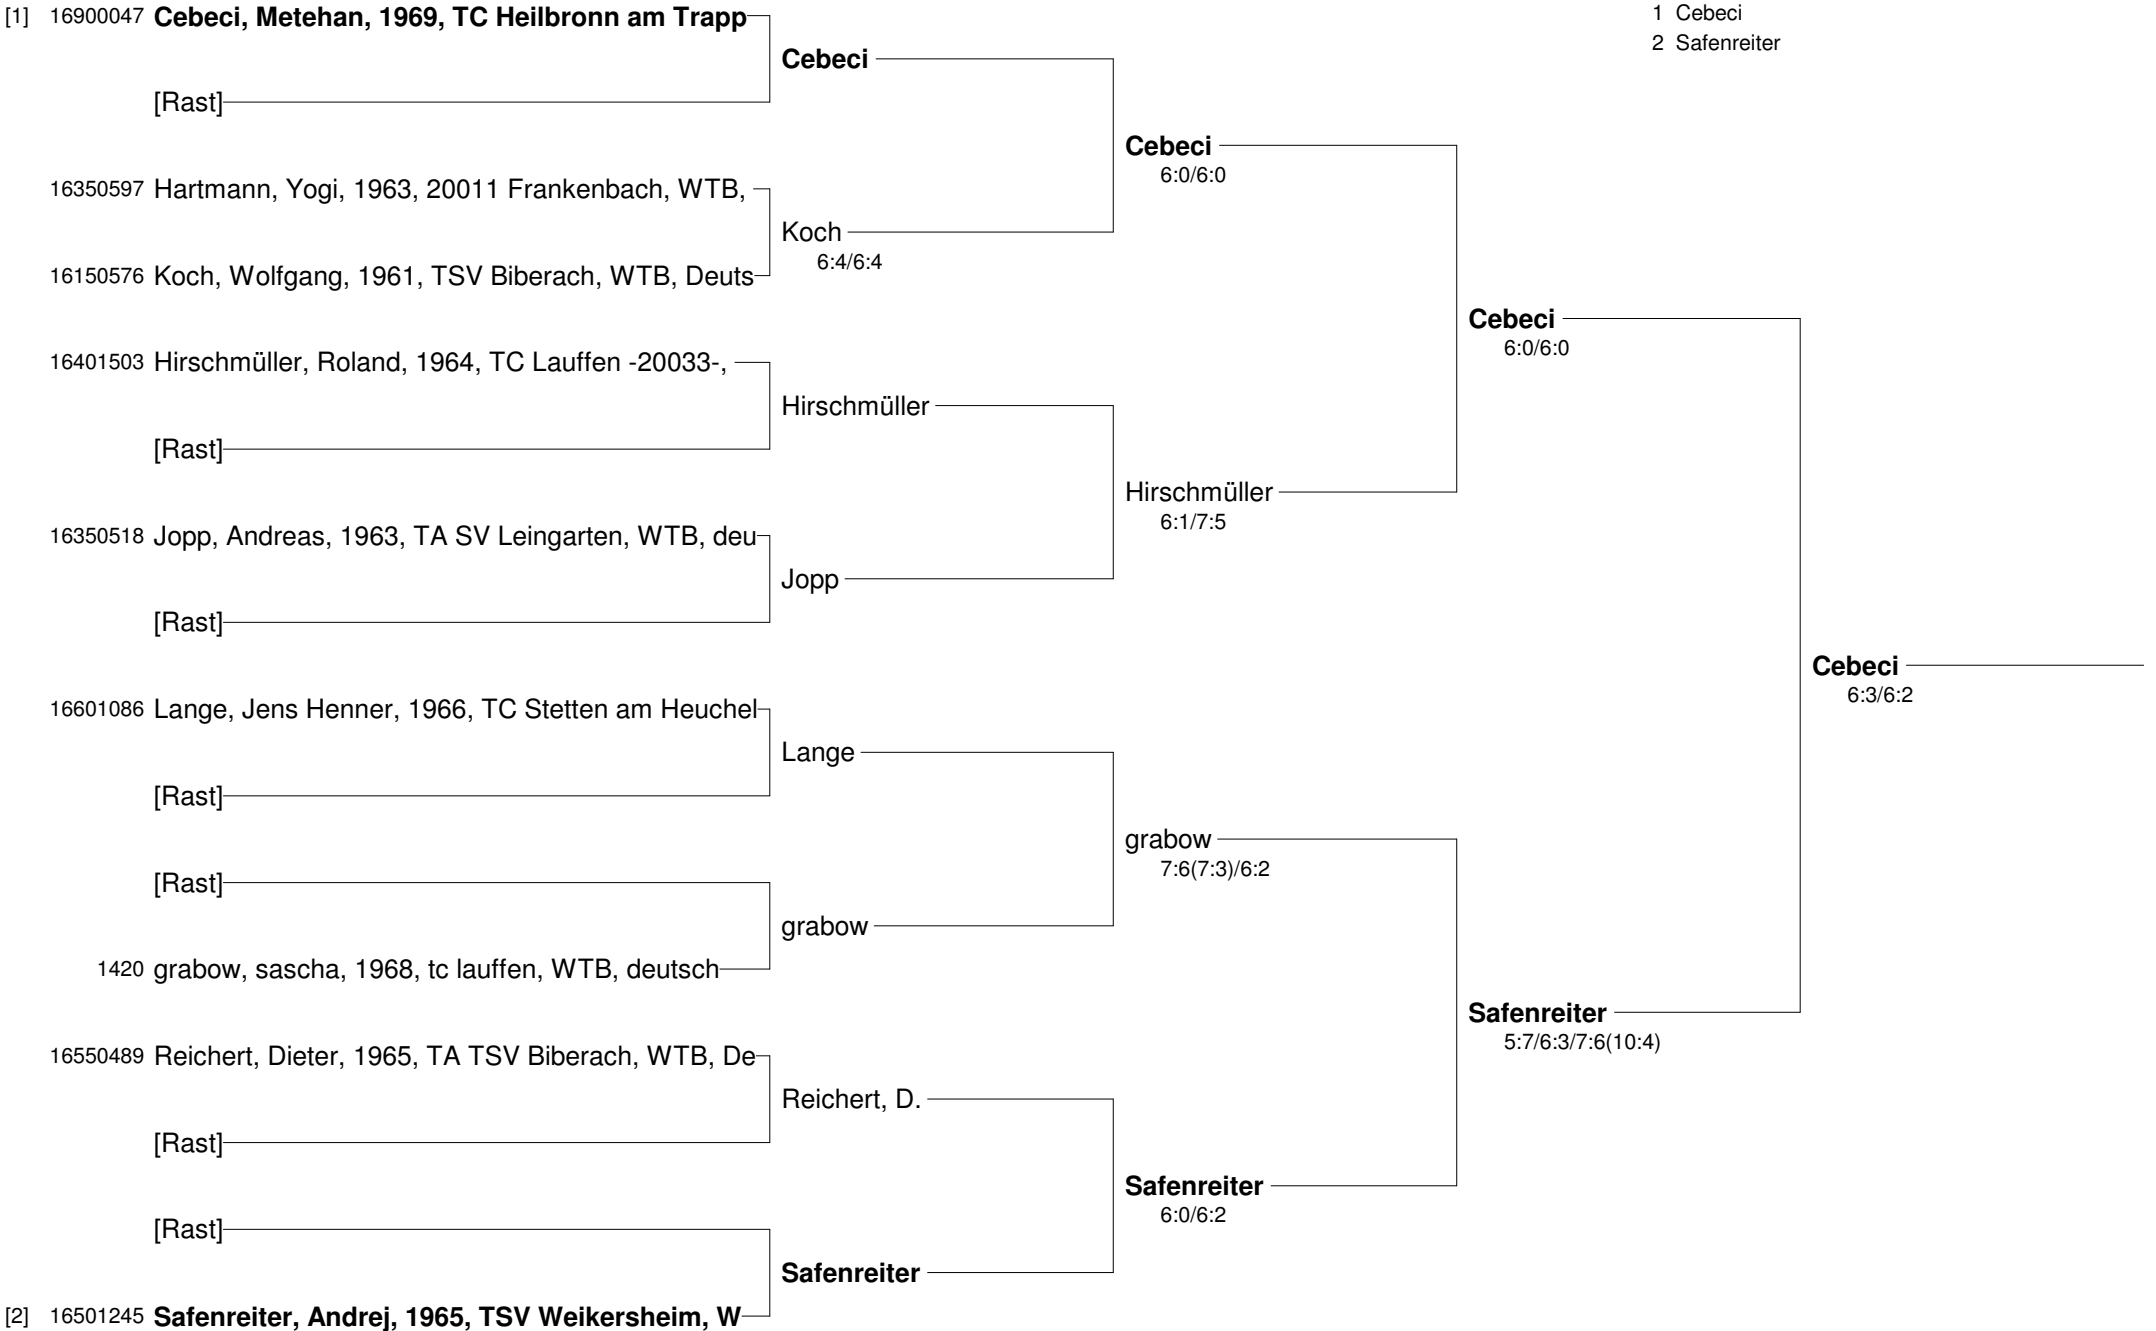 [1] 16900047 Cebeci, Metehan, 1969, TC Heilbronn am Trapp
[Rast]
16350597 Hartmann, Yogi, 1963, 20011 Frankenbach, WTB,
16150576 Koch, Wolfgang, 1961, TSV Biberach, WTB, Deuts
16401503 Hirschmüller, Roland, 1964, TC Lauffen -20033-,
[Rast]
16350518 Jopp, Andreas, 1963, TA SV Leingarten, WTB, deu
[Rast]
16601086 Lange, Jens Henner, 1966, TC Stetten am Heuchel
[Rast]
[Rast]
1420 grabow, sascha, 1968, tc lauffen, WTB, deutsch
16550489 Reichert, Dieter, 1965, TA TSV Biberach, WTB, De
[Rast]
[Rast]
[2] 16501245 Safenreiter, Andrej, 1965, TSV Weikersheim, W
Cebeci
Koch
6:4/6:4
Hirschmüller
Jopp
Lange
grabow
Reichert, D.
Safenreiter
Cebeci
6:0/6:0
Hirschmüller
6:1/7:5
grabow
7:6(7:3)/6:2
Safenreiter
6:0/6:2
Cebeci
6:0/6:0
Safenreiter
5:7/6:3/7:6(10:4)
Cebeci
6:3/6:2
1 Cebeci
2 Safenreiter